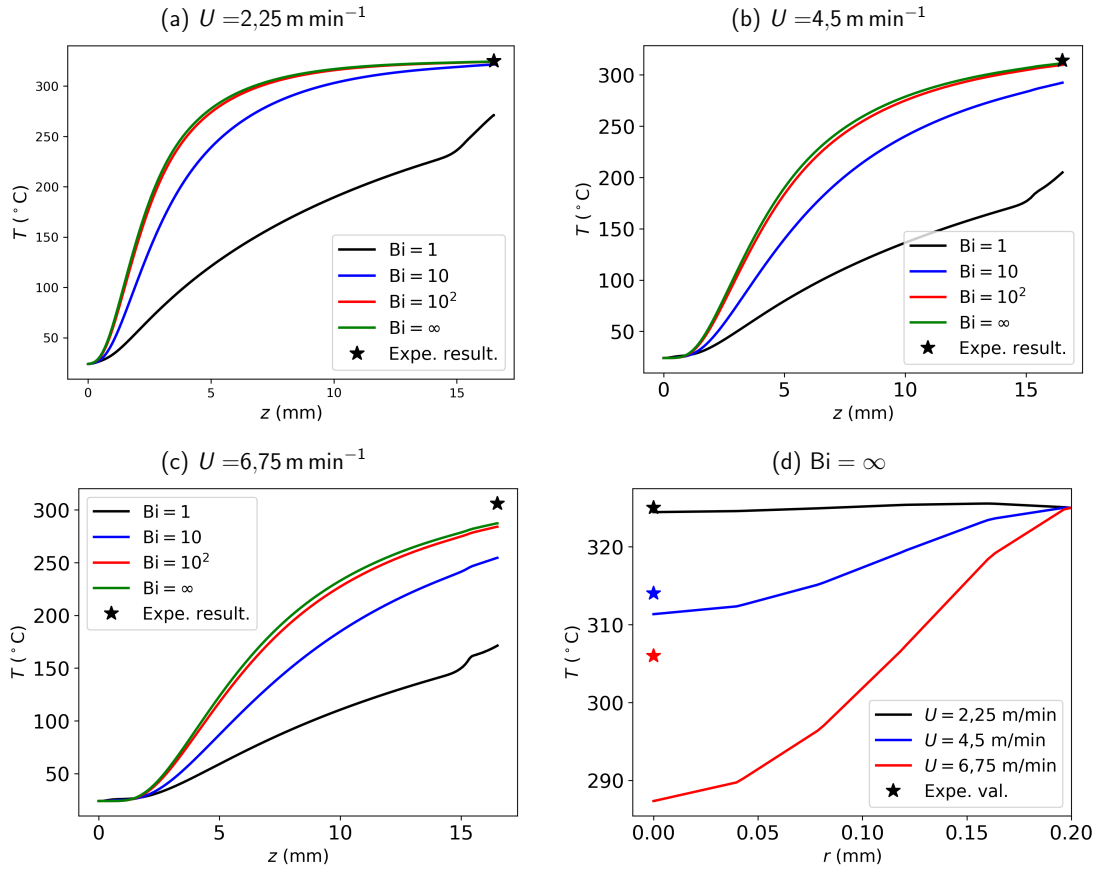 (a) U =2,25 m min⁻¹
T (°C)
300
250
200
150
100
50
0
5
10
15
z (mm)
Bi = 1
Bi = 10
Bi = 10²
Bi = ∞
Expe. result.
(b) U =4,5 m min⁻¹
T (°C)
300
250
200
150
100
50
0
5
10
15
z (mm)
Bi = 1
Bi = 10
Bi = 10²
Bi = ∞
Expe. result.
(c) U =6,75 m min⁻¹
T (°C)
300
250
200
150
100
50
0
5
10
15
z (mm)
Bi = 1
Bi = 10
Bi = 10²
Bi = ∞
Expe. result.
(d) Bi = ∞
T (°C)
320
310
300
290
0.00
0.05
0.10
0.15
0.20
r (mm)
U = 2,25 m/min
U = 4,5 m/min
U = 6,75 m/min
Expe. val.